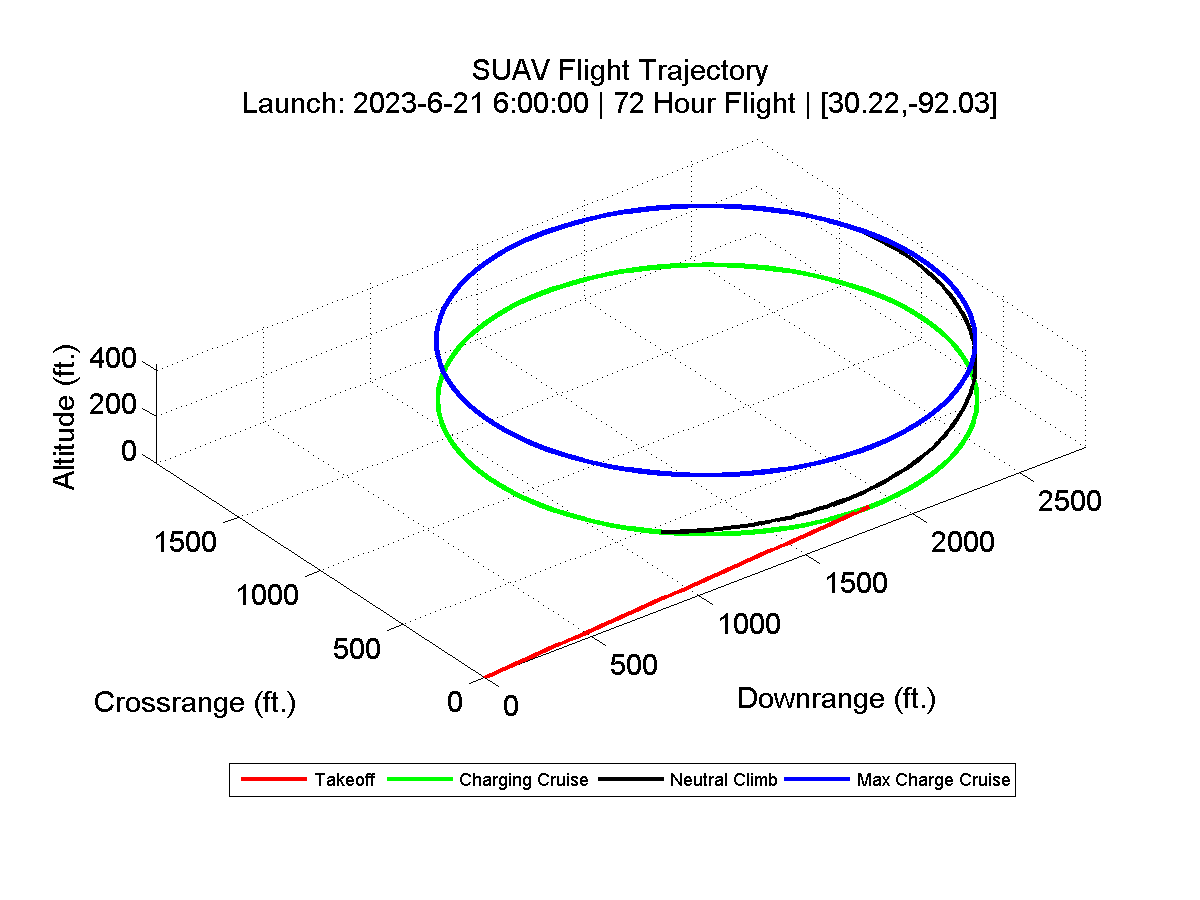 SUAV Flight Trajectory
Launch: 2023-6-21 6:00:00 | 72 Hour Flight | [30.22,-92.03]
400
200
0
Altitude (ft.)
1500
1000
500
0
Crossrange (ft.)
0
500
1000
1500
2000
2500
Downrange (ft.)
Takeoff Charging Cruise Neutral Climb Max Charge Cruise